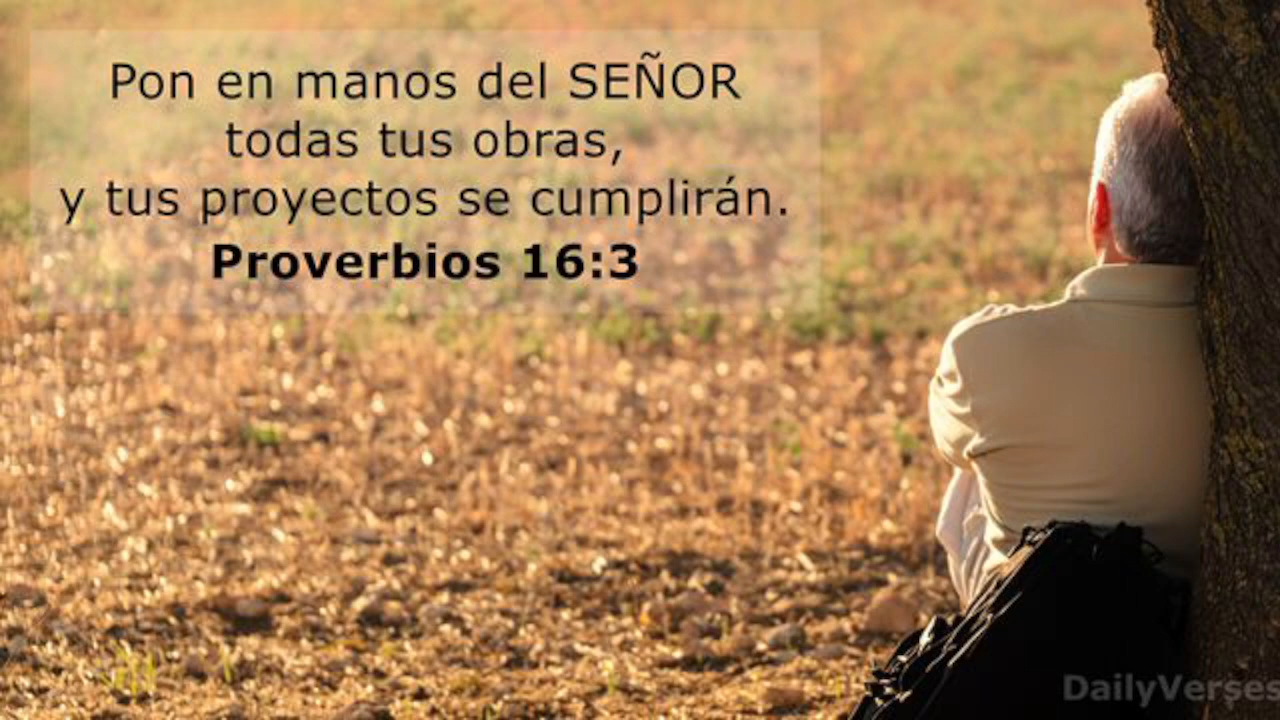 Pon en manos del SEÑOR
todas tus obras,
y tus proyectos se cumplirán.
Proverbios 16:3
DailyVerses